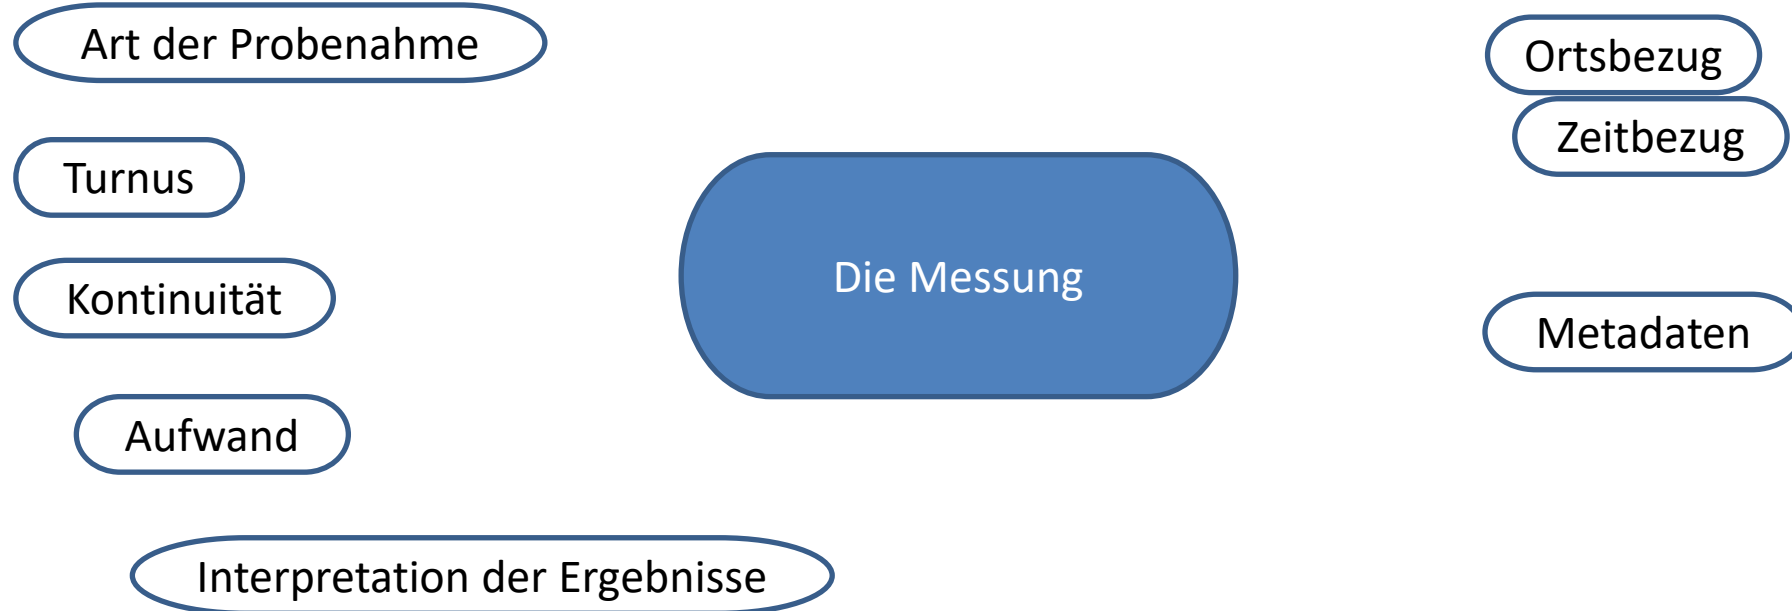 Art der Probenahme
Ortsbezug
Zeitbezug
Turnus
Die Messung
Kontinuität
Metadaten
Aufwand
Interpretation der Ergebnisse